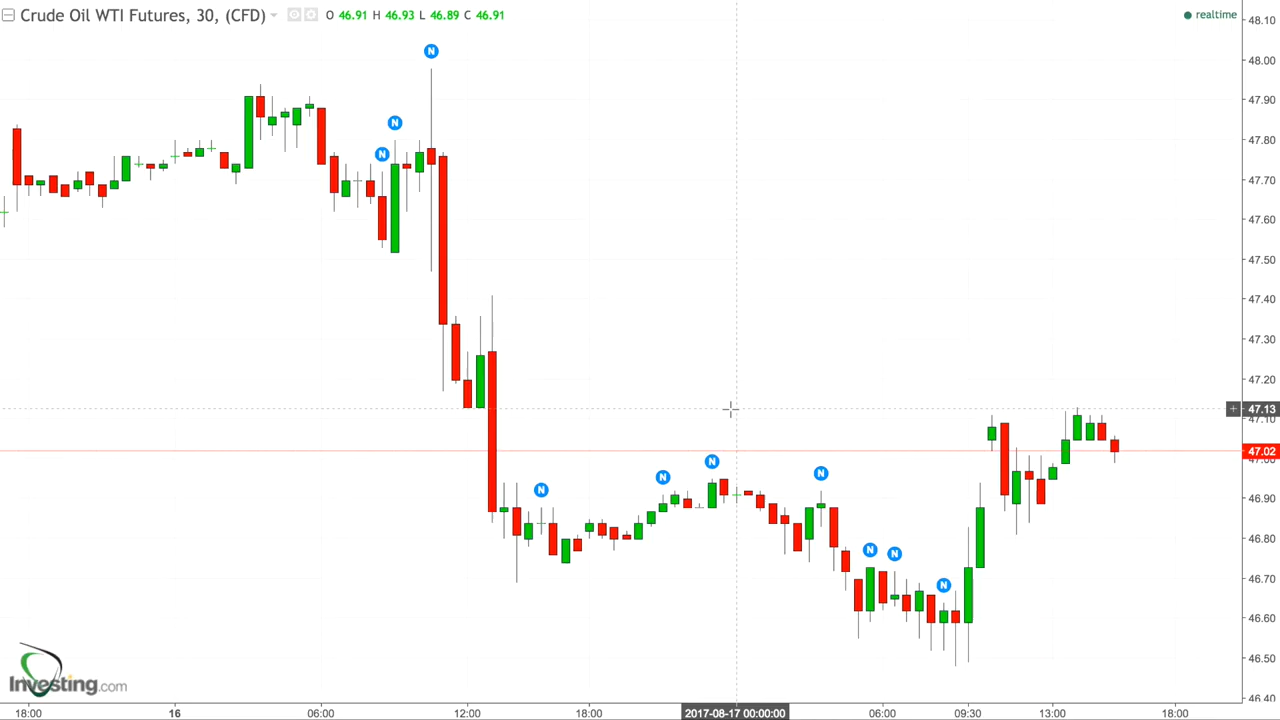 Crude Oil WTI Futures, 30, (CFD) O 46.91 H 46.93 L 46.89 C 46.91
realtime
48.10
48.00
47.90
47.80
47.70
47.60
47.50
47.40
47.30
47.20
47.13
47.10
47.02
47.00
46.90
46.80
46.70
46.60
46.50
46.40
N
N
N
N
N
N
N
N
N
N
Investing.com
18:00 16 06:00 12:00 18:00 2017-08-17 00:00:00 06:00 09:30 13:00 18:00